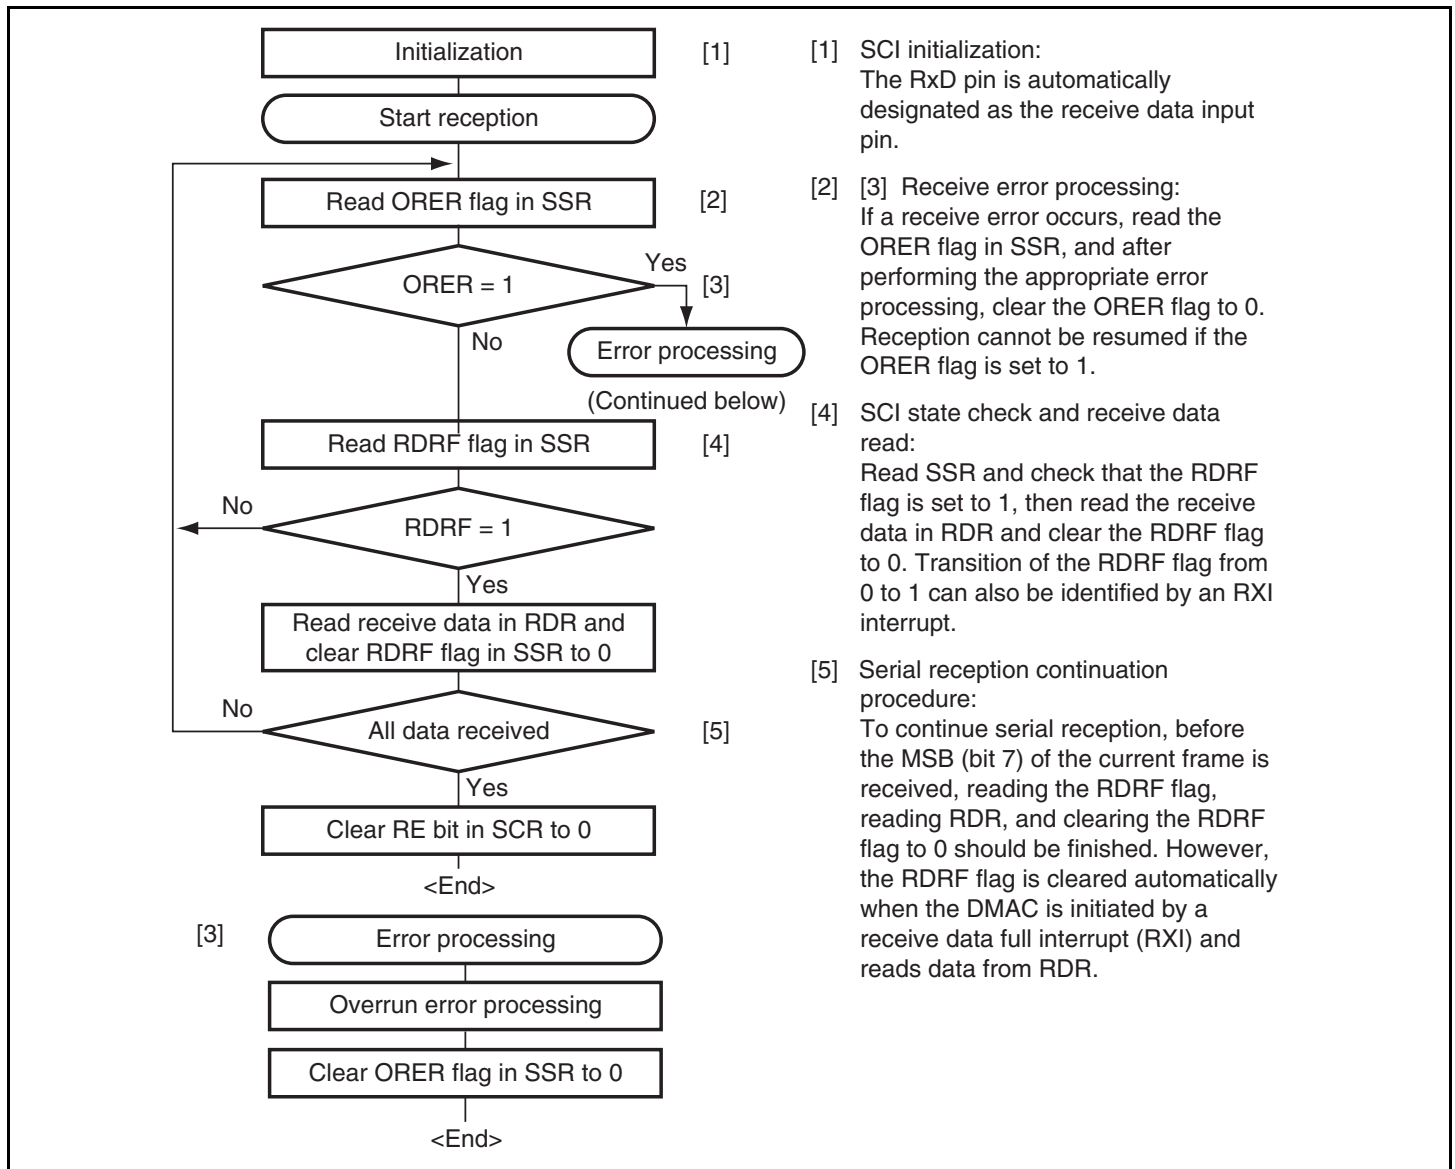 Initialization
[1]
Start reception
Read ORER flag in SSR
[2]
ORER = 1
Yes
[3]
No
Error processing
(Continued below)
Read RDRF flag in SSR
[4]
No
RDRF = 1
Yes
Read receive data in RDR and
clear RDRF flag in SSR to 0
No
All data received
[5]
Yes
Clear RE bit in SCR to 0
<End>
[3]
Error processing
Overrun error processing
Clear ORER flag in SSR to 0
<End>
[1] SCI initialization:
The RxD pin is automatically
designated as the receive data input
pin.
[2] [3] Receive error processing:
If a receive error occurs, read the
ORER flag in SSR, and after
performing the appropriate error
processing, clear the ORER flag to 0.
Reception cannot be resumed if the
ORER flag is set to 1.
[4] SCI state check and receive data
read:
Read SSR and check that the RDRF
flag is set to 1, then read the receive
data in RDR and clear the RDRF flag
to 0. Transition of the RDRF flag from
0 to 1 can also be identified by an RXI
interrupt.
[5] Serial reception continuation
procedure:
To continue serial reception, before
the MSB (bit 7) of the current frame is
received, reading the RDRF flag,
reading RDR, and clearing the RDRF
flag to 0 should be finished. However,
the RDRF flag is cleared automatically
when the DMAC is initiated by a
receive data full interrupt (RXI) and
reads data from RDR.